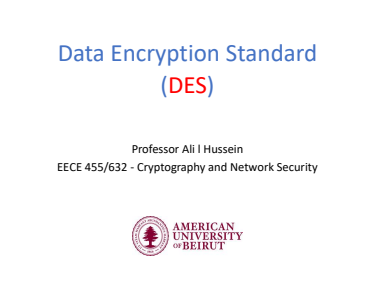 Data Encryption Standard
(DES)
Professor Ali l Hussein
EECE 455/632 - Cryptography and Network Security
AMERICAN
UNIVERSITY
OF BEIRUT